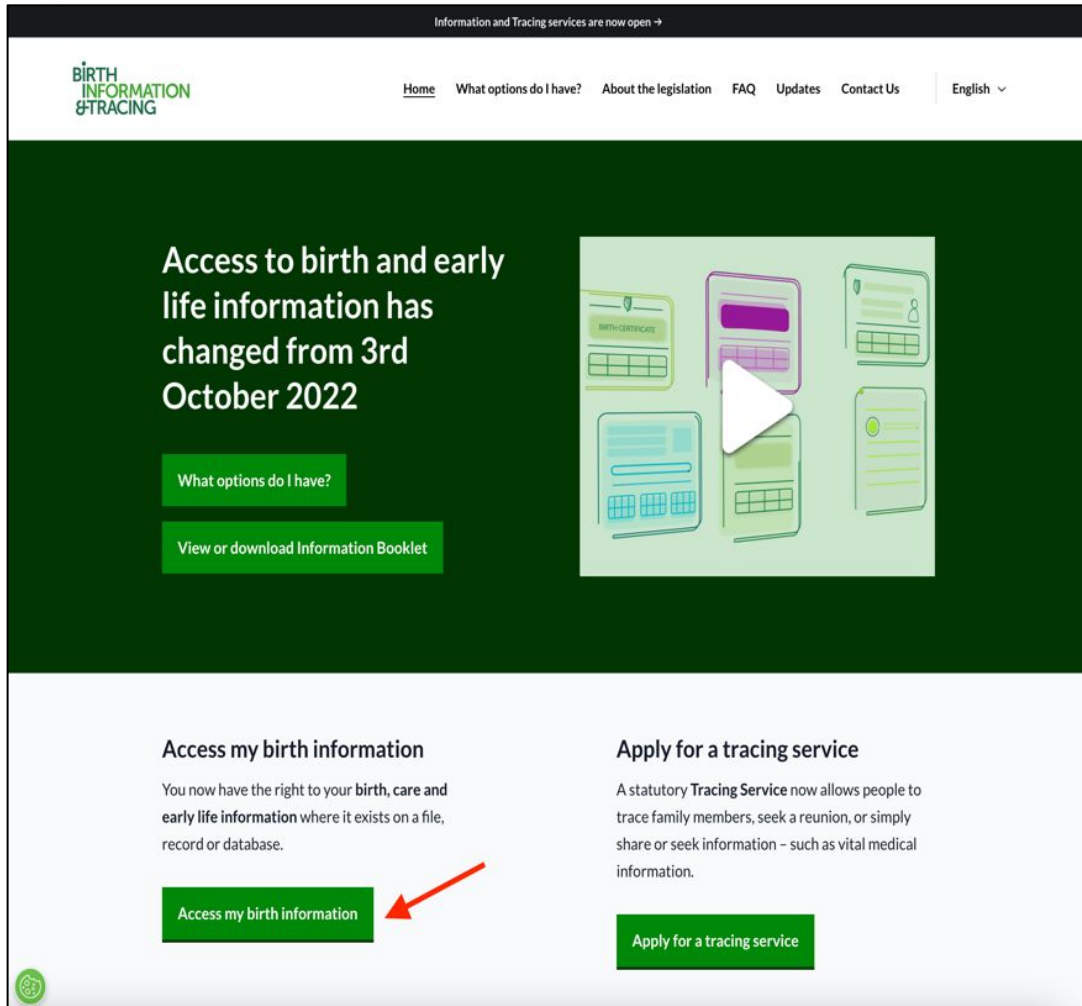 Information and Tracing services are now open →
BIRTH
INFORMATION
&TRACING
Home What options do I have? About the legislation FAQ Updates Contact Us English
Access to birth and early
life information has
changed from 3rd
October 2022
What options do I have?
View or download Information Booklet
BIRTH CERTIFICATE
Access my birth information
You now have the right to your birth, care and
early life information where it exists on a file,
record or database.
Access my birth information
Apply for a tracing service
A statutory Tracing Service now allows people to
trace family members, seek a reunion, or simply
share or seek information – such as vital medical
information.
Apply for a tracing service